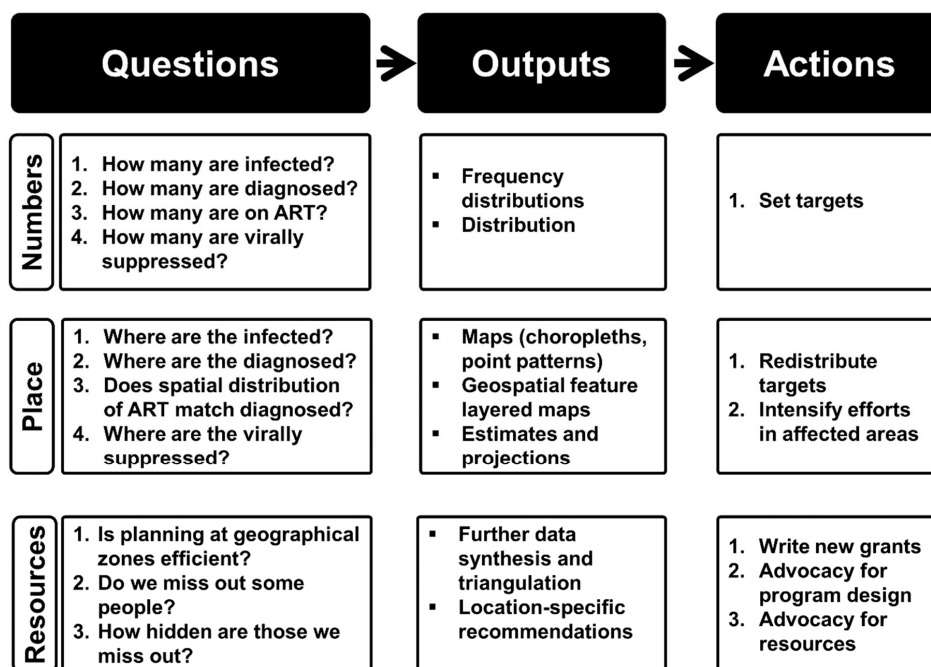 Questions
Outputs
Actions
Numbers
1. How many are infected?
2. How many are diagnosed?
3. How many are on ART?
4. How many are virally
suppressed?
▪ Frequency
distributions
▪ Distribution
1. Set targets
Place
1. Where are the infected?
2. Where are the diagnosed?
3. Does spatial distribution
of ART match diagnosed?
4. Where are the virally
suppressed?
▪ Maps (choropleths,
point patterns)
▪ Geospatial feature
layered maps
▪ Estimates and
projections
1. Redistribute
targets
2. Intensify efforts
in affected areas
Resources
1. Is planning at geographical
zones efficient?
2. Do we miss out some
people?
3. How hidden are those we
miss out?
▪ Further data
synthesis and
triangulation
▪ Location-specific
recommendations
1. Write new grants
2. Advocacy for
program design
3. Advocacy for
resources